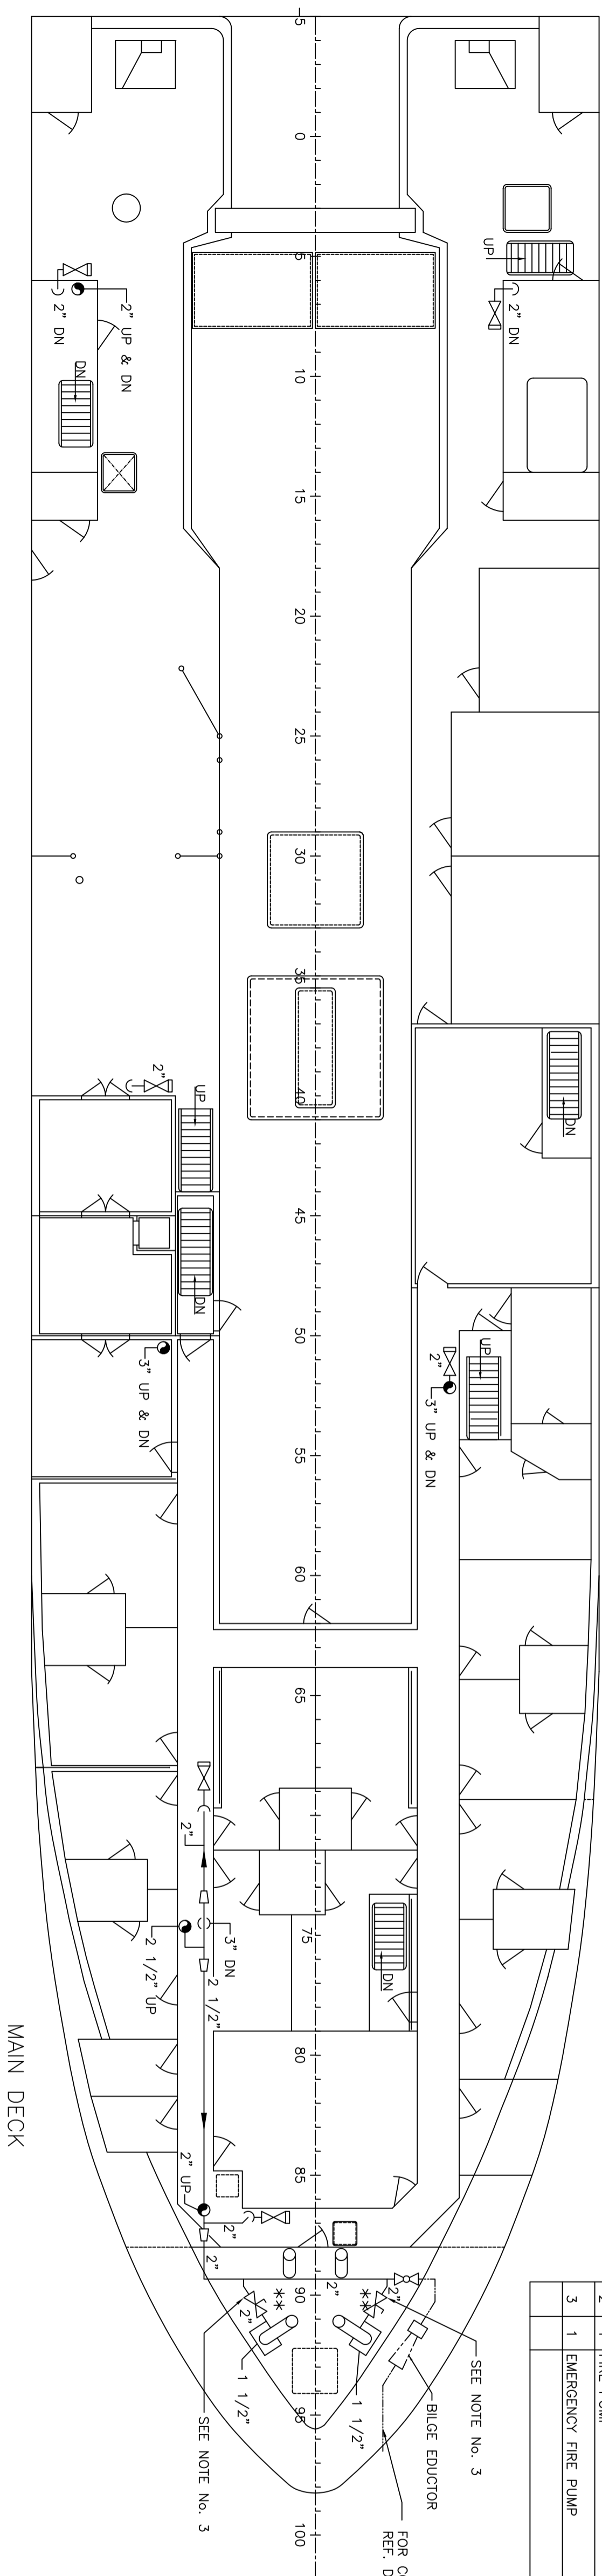 -5
0
5
10
15
20
25
30
35
40
45
50
55
60
65
75
80
85
90
95
100
UP
2" DN
2" DN
2" UP & DN
DN
DN
2"
UP
DN
3" UP & DN
UP
2"
3" UP & DN
2"
3" DN
2 1/2"
2 1/2" UP
DN
2" UP
2"
2"
2"
2"
**
**
2"
1 1/2"
1 1/2"
SEE NOTE No. 3
SEE NOTE No. 3
BILGE EDUCTOR
FOR C
REF. D
3 1 EMERGENCY FIRE PUMP
MAIN DECK